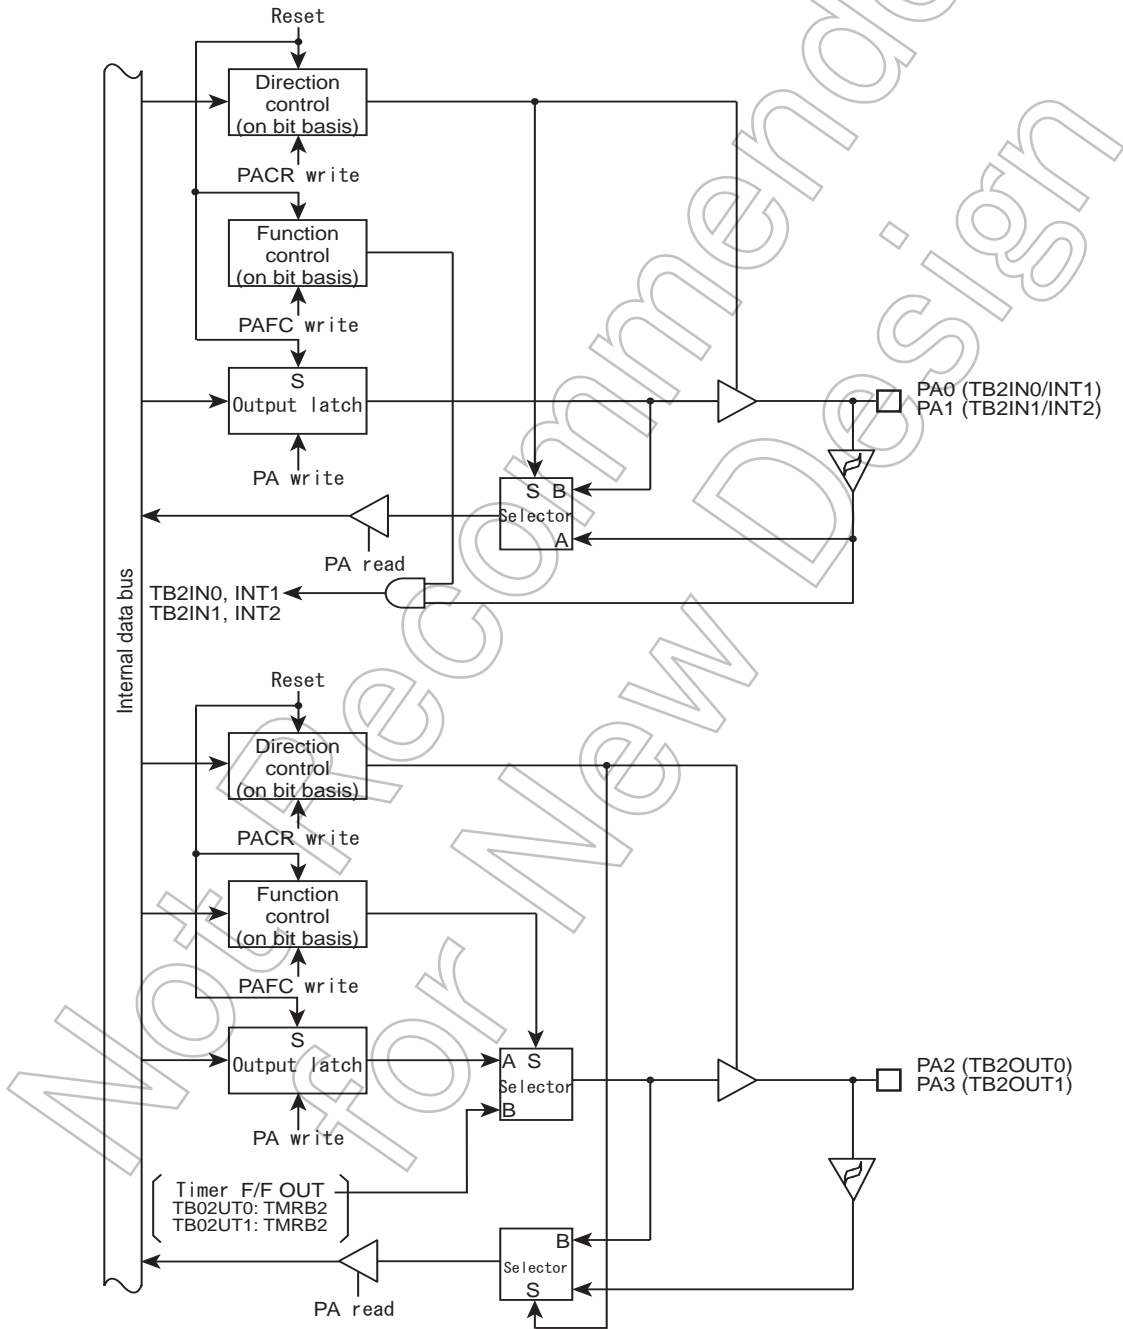 Reset
Direction
control
(on bit basis)
PACR write
Function
control
(on bit basis)
PAFC write
S
Output latch
PA write
PA0 (TB2IN0/INT1)
PA1 (TB2IN1/INT2)
S B
Selector
A
PA read
TB2IN0, INT1
TB2IN1, INT2
Internal data bus
Reset
Direction
control
(on bit basis)
PACR write
Function
control
(on bit basis)
PAFC write
S
Output latch
PA write
A S
Selector
B
PA2 (TB2OUT0)
PA3 (TB2OUT1)
Timer F/F OUT
TB02UT0: TMRB2
TB02UT1: TMRB2
B
Selector
S
PA read
Not Recommende
for New Design